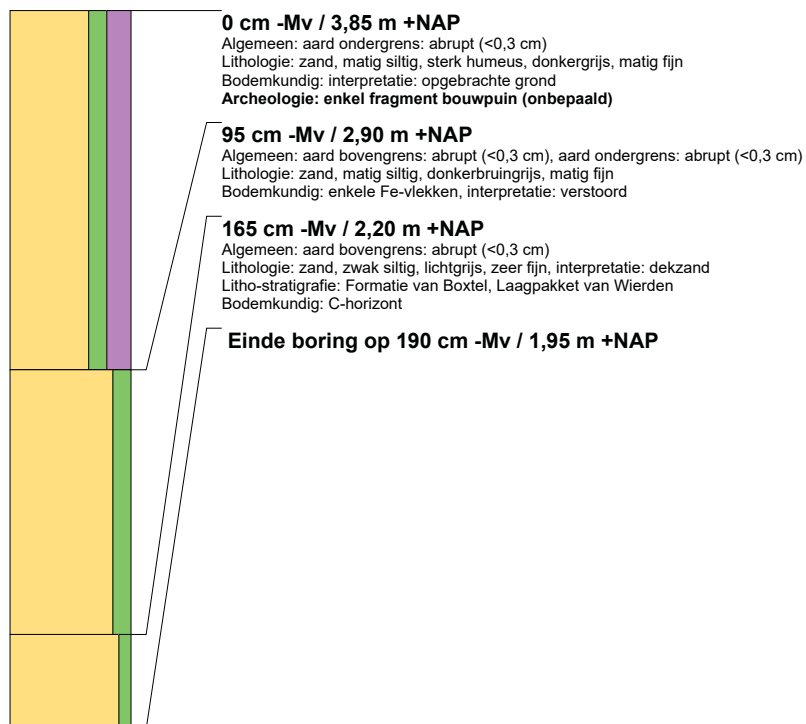 0 cm -Mv / 3,85 m +NAP
Algemeen: aard ondergrens: abrupt (<0,3 cm)
Lithologie: zand, matig siltig, sterk humeus, donkergrijs, matig fijn
Bodemkundig: interpretatie: opgebrachte grond
Archeologie: enkel fragment bouwpuin (onbepaald)
95 cm -Mv / 2,90 m +NAP
Algemeen: aard bovengrens: abrupt (<0,3 cm), aard ondergrens: abrupt (<0,3 cm)
Lithologie: zand, matig siltig, donkerbruingrijs, matig fijn
Bodemkundig: enkele Fe-vlekken, interpretatie: verstoord
165 cm -Mv / 2,20 m +NAP
Algemeen: aard bovengrens: abrupt (<0,3 cm)
Lithologie: zand, zwak siltig, lichtgrijs, zeer fijn, interpretatie: dekzand
Litho-stratigrafie: Formatie van Boxtel, Laagpakket van Wierden
Bodemkundig: C-horizont
Einde boring op 190 cm -Mv / 1,95 m +NAP